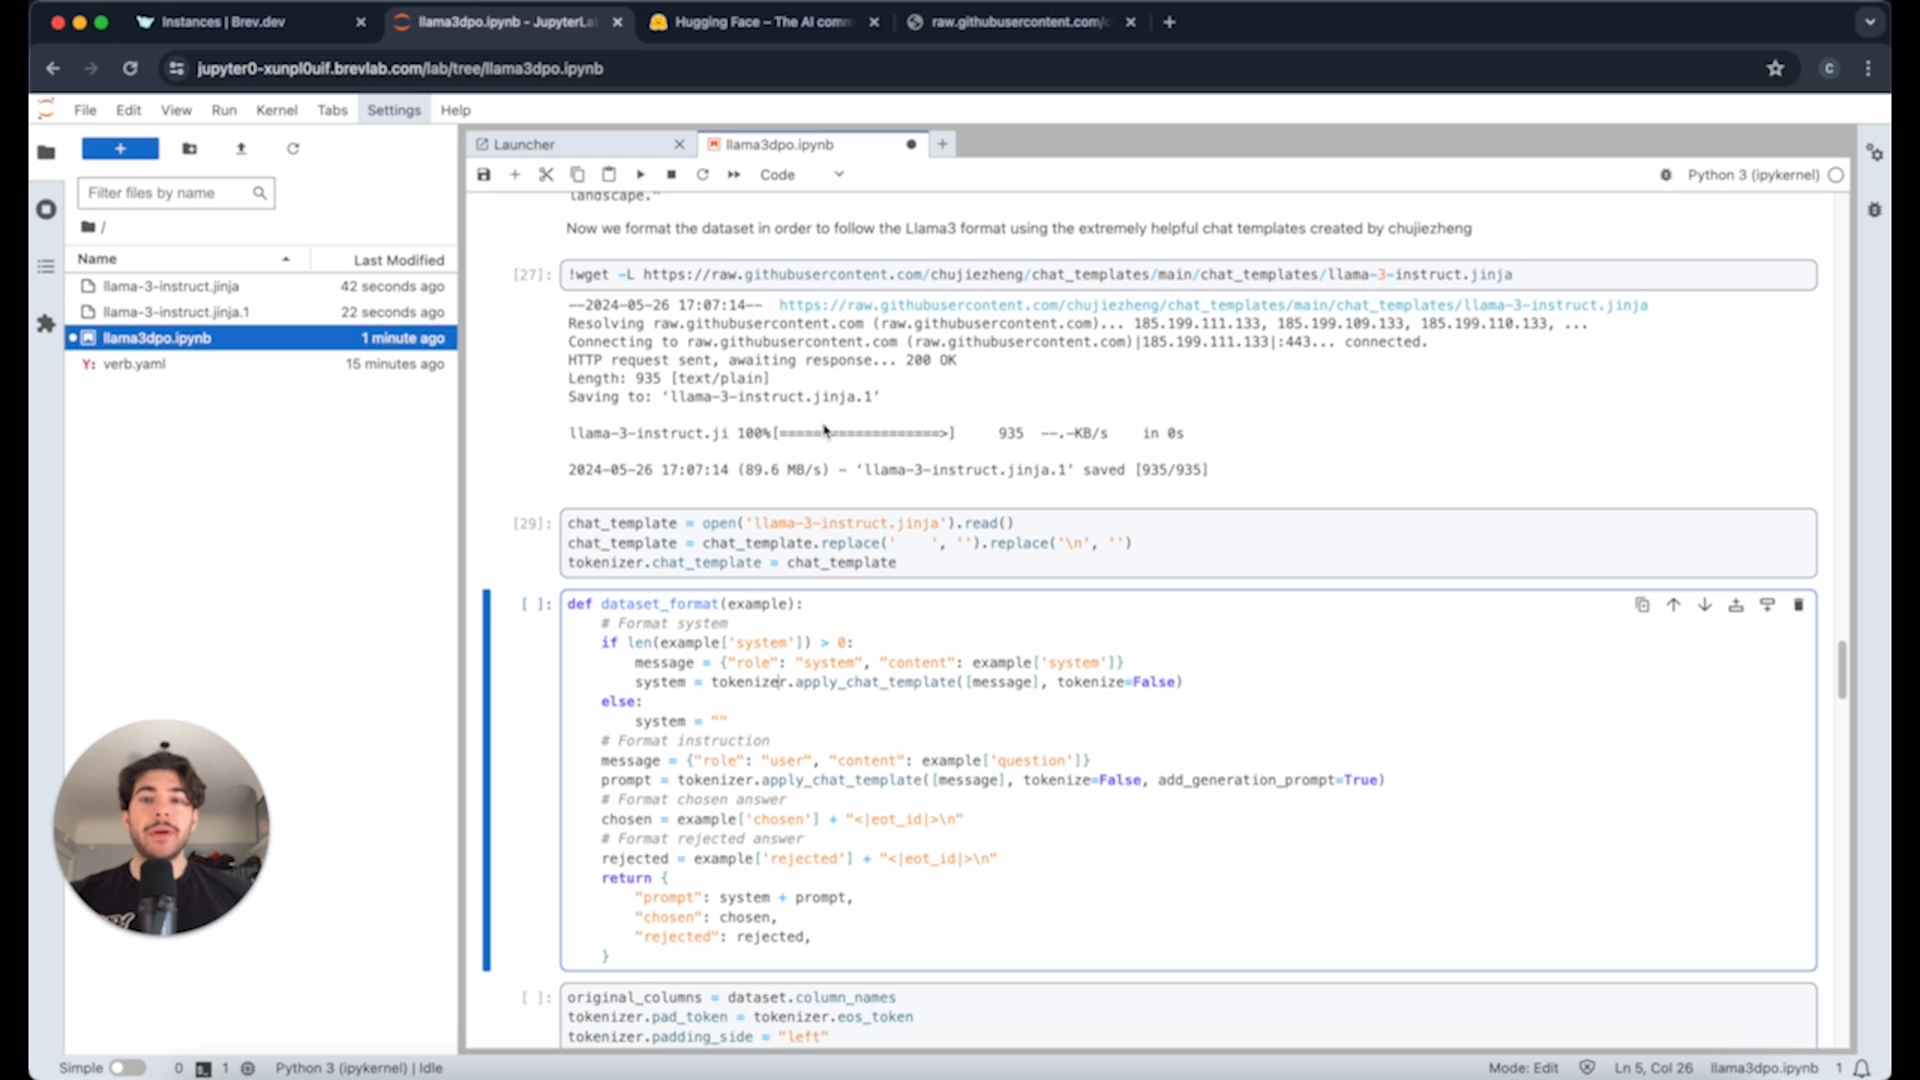 Instances | Brev.dev
llama3dpo.ipynb - JupyterLa
Hugging Face – The AI comm
raw.githubusercontent.com/c
jupyter0-xunpl0uif.brevlab.com/lab/tree/llama3dpo.ipynb
C
File Edit View Run Kernel Tabs Settings Help
Launcher
llama3dpo.ipynb
Code
Python 3 (ipykernel)
Filter files by name
/
Name Last Modified
llama-3-instruct.jinja 42 seconds ago
llama-3-instruct.jinja.1 22 seconds ago
llama3dpo.ipynb 1 minute ago
Y: verb.yaml 15 minutes ago
landscape."
Now we format the dataset in order to follow the Llama3 format using the extremely helpful chat templates created by chujiezheng
[27]: !wget -L https://raw.githubusercontent.com/chujiezheng/chat_templates/main/chat_templates/llama-3-instruct.jinja
--2024-05-26 17:07:14-- https://raw.githubusercontent.com/chujiezheng/chat_templates/main/chat_templates/llama-3-instruct.jinja
Resolving raw.githubusercontent.com (raw.githubusercontent.com)... 185.199.111.133, 185.199.109.133, 185.199.110.133, ...
Connecting to raw.githubusercontent.com (raw.githubusercontent.com)|185.199.111.133|:443... connected.
HTTP request sent, awaiting response... 200 OK
Length: 935 [text/plain]
Saving to: ‘llama-3-instruct.jinja.1’
llama-3-instruct.ji 100%[===================>] 935 --.-KB/s in 0s
2024-05-26 17:07:14 (89.6 MB/s) - ‘llama-3-instruct.jinja.1’ saved [935/935]
[29]: chat_template = open('llama-3-instruct.jinja').read()
chat_template = chat_template.replace('    ', '').replace('\n', '')
tokenizer.chat_template = chat_template
[ ]: def dataset_format(example):
# Format system
if len(example['system']) > 0:
message = {"role": "system", "content": example['system']}
system = tokenizer.apply_chat_template([message], tokenize=False)
else:
system = ""
# Format instruction
message = {"role": "user", "content": example['question']}
prompt = tokenizer.apply_chat_template([message], tokenize=False, add_generation_prompt=True)
# Format chosen answer
chosen = example['chosen'] + "<|eot_id|>\n"
# Format rejected answer
rejected = example['rejected'] + "<|eot_id|>\n"
return {
"prompt": system + prompt,
"chosen": chosen,
"rejected": rejected,
}
[ ]: original_columns = dataset.column_names
tokenizer.pad_token = tokenizer.eos_token
tokenizer.padding_side = "left"
Simple 0 1 Python 3 (ipykernel) | Idle Mode: Edit Ln 5, Col 26 llama3dpo.ipynb 1